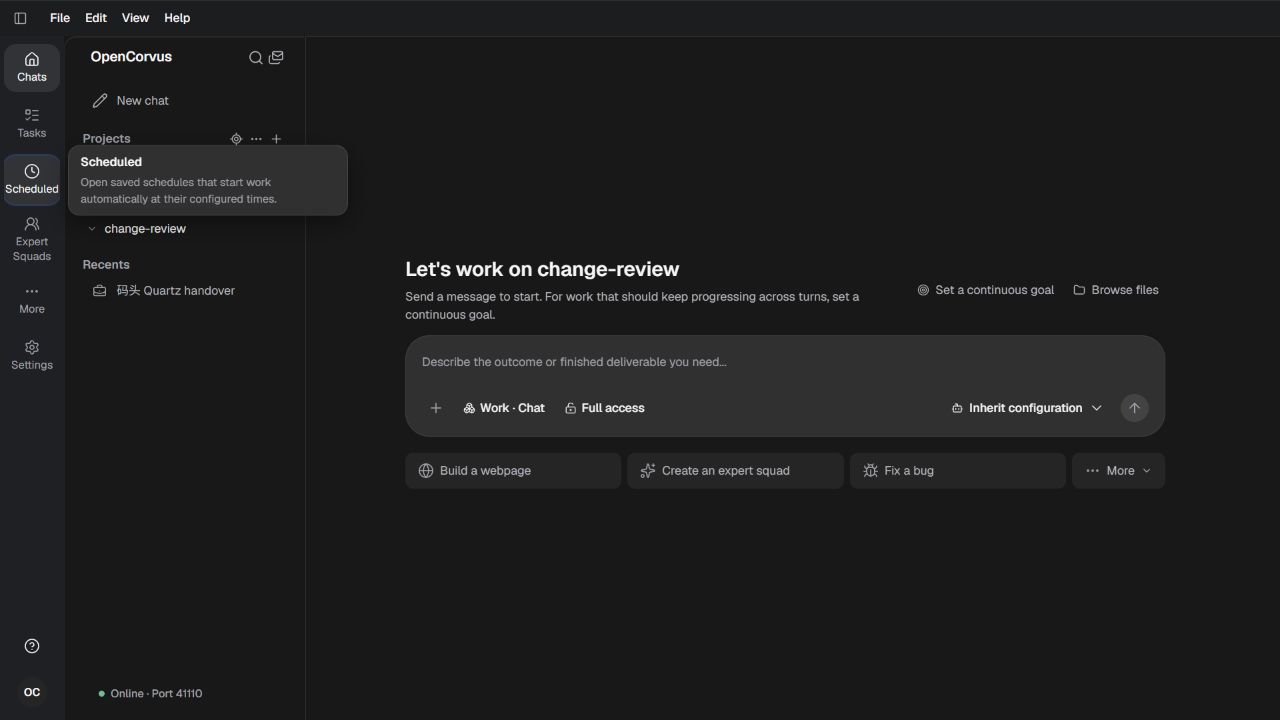 File Edit View Help
OpenCorvus
Chats
New chat
Tasks
Projects
Scheduled
Scheduled
Open saved schedules that start work
automatically at their configured times.
change-review
Expert
Squads
Recents
码头 Quartz handover
More
Settings
Let's work on change-review
Send a message to start. For work that should keep progressing across turns, set a
continuous goal.
Set a continuous goal
Browse files
Describe the outcome or finished deliverable you need...
Work · Chat
Full access
Inherit configuration
Build a webpage
Create an expert squad
Fix a bug
More
OC
Online · Port 41110